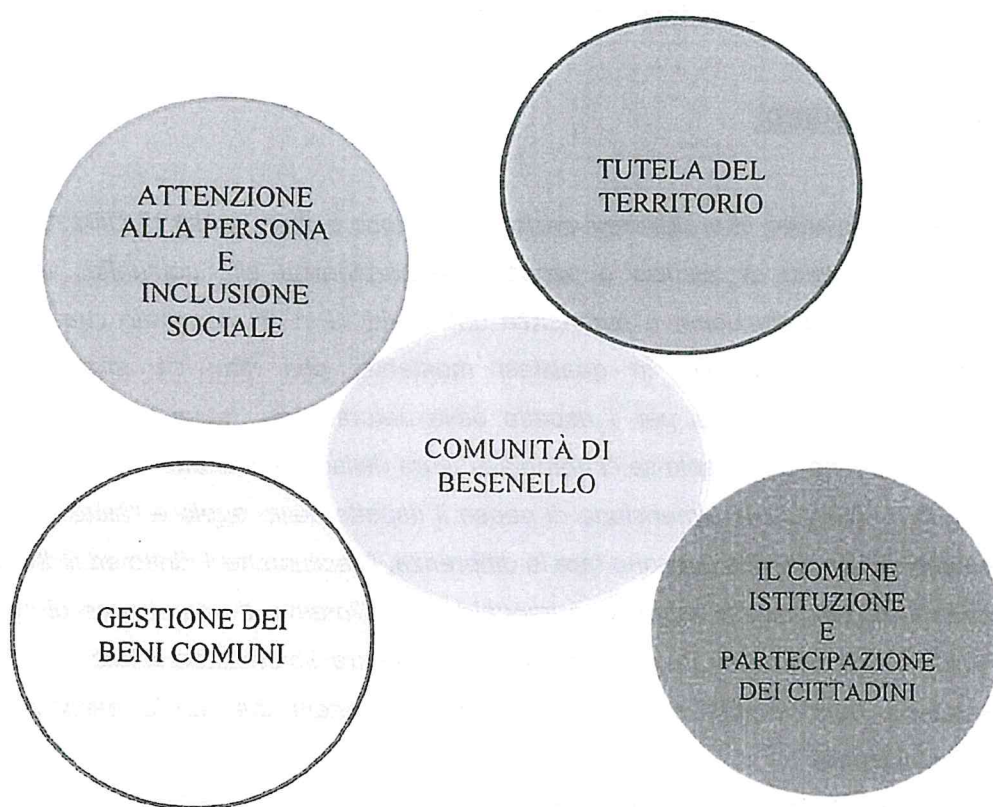 ATTENZIONE
ALLA PERSONA
E
INCLUSIONE
SOCIALE
TUTELA DEL
TERRITORIO
COMUNITÀ DI
BESENELLO
GESTIONE DEI
BENI COMUNI
IL COMUNE
ISTITUZIONE
E
PARTECIPAZIONE
DEI CITTADINI